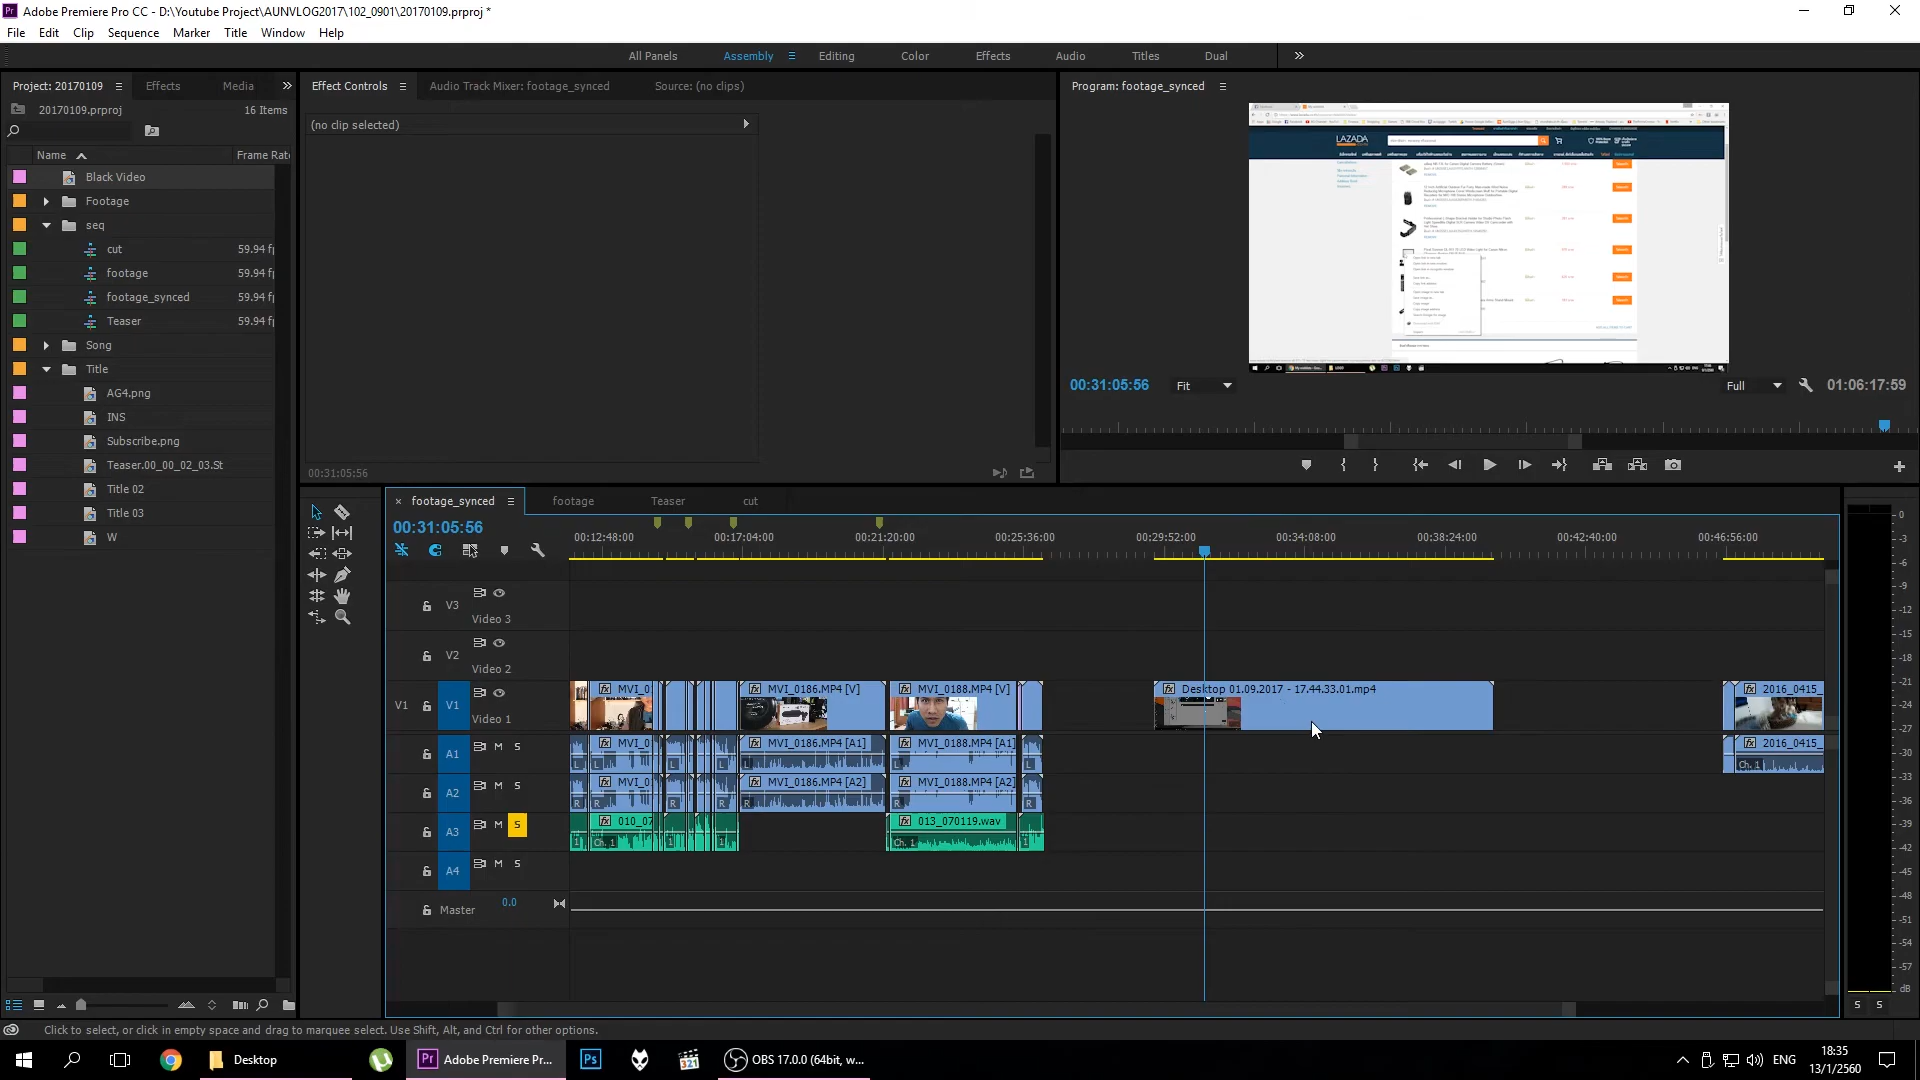 Adobe Premiere Pro CC - D:\Youtube Project\AUNVLOG2017\102_0901\20170109.prproj *
File Edit Clip Sequence Marker Title Window Help
All Panels Assembly Editing Color Effects Audio Titles Dual
Project: 20170109 Effects Media
20170109.prproj 16 Items
Name Frame Rat
Black Video
Footage
seq
cut 59.94 f
footage 59.94 f
footage_synced 59.94 f
Teaser 59.94 f
Song
Title
AG4.png
INS
Subscribe.png
Teaser.00_00_02_03.St
Title 02
Title 03
W
Effect Controls Audio Track Mixer: footage_synced Source: (no clips)
(no clip selected)
00:31:05:56
Program: footage_synced
LAZADA
00:31:05:56 Fit Full 01:06:17:59
footage_synced footage Teaser cut
00:31:05:56
00:12:48:00 00:17:04:00 00:21:20:00 00:25:36:00 00:29:52:00 00:34:08:00 00:38:24:00 00:42:40:00 00:46:56:00
V3 Video 3
V2 Video 2
V1 V1 Video 1
MVI_0 MVI_0186.MP4 [V] MVI_0188.MP4 [V] Desktop 01.09.2017 - 17.44.33.01.mp4 2016_0415_
A1 M S
MVI_0 MVI_0186.MP4 [A1] MVI_0188.MP4 [A1] 2016_0415_
L L L L L L Ch. 1
A2 M S
MVI_0 MVI_0186.MP4 [A2] MVI_0188.MP4 [A2]
R R R R R R R
A3 M S
010_07 013_070119.wav
1 Ch. 1 1 1 Ch. 1 1
A4 M S
Master 0.0
0
-3
-6
-9
-12
-15
-18
-21
-24
-27
-30
-33
-36
-39
-42
-45
-48
-51
-54
-57
dB
S S
Click to select, or click in empty space and drag to marquee select. Use Shift, Alt, and Ctrl for other options.
Desktop Pr Adobe Premiere Pr... Ps 321 OBS 17.0.0 (64bit, w... ENG 18:35
13/1/2560